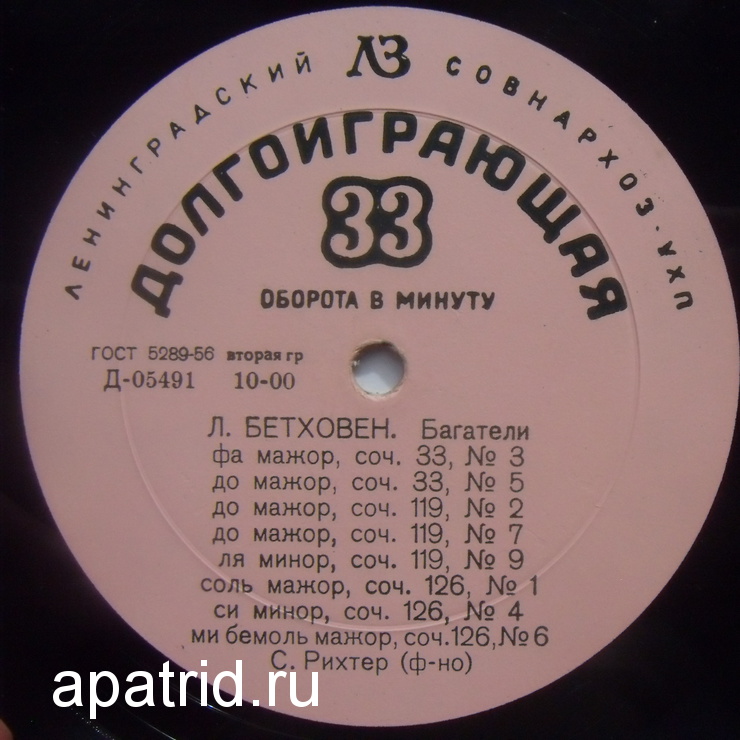 ЛЕНИНГРАДСКИЙ ЛЗ СОВНАРХОЗ·УХП
ДОЛГОИГРАЮЩАЯ
33
ОБОРОТА В МИНУТУ
ГОСТ 5289-56 вторая гр
Д-05491 10-00
Л. БЕТХОВЕН. Багатели
фа мажор, соч. 33, № 3
до мажор, соч. 33, № 5
до мажор, соч. 119, № 2
до мажор, соч. 119, № 7
ля минор, соч. 119, № 9
соль мажор, соч. 126, № 1
си минор, соч. 126, № 4
ми бемоль мажор, соч.126,№ 6
С. Рихтер (ф-но)
apatrid.ru